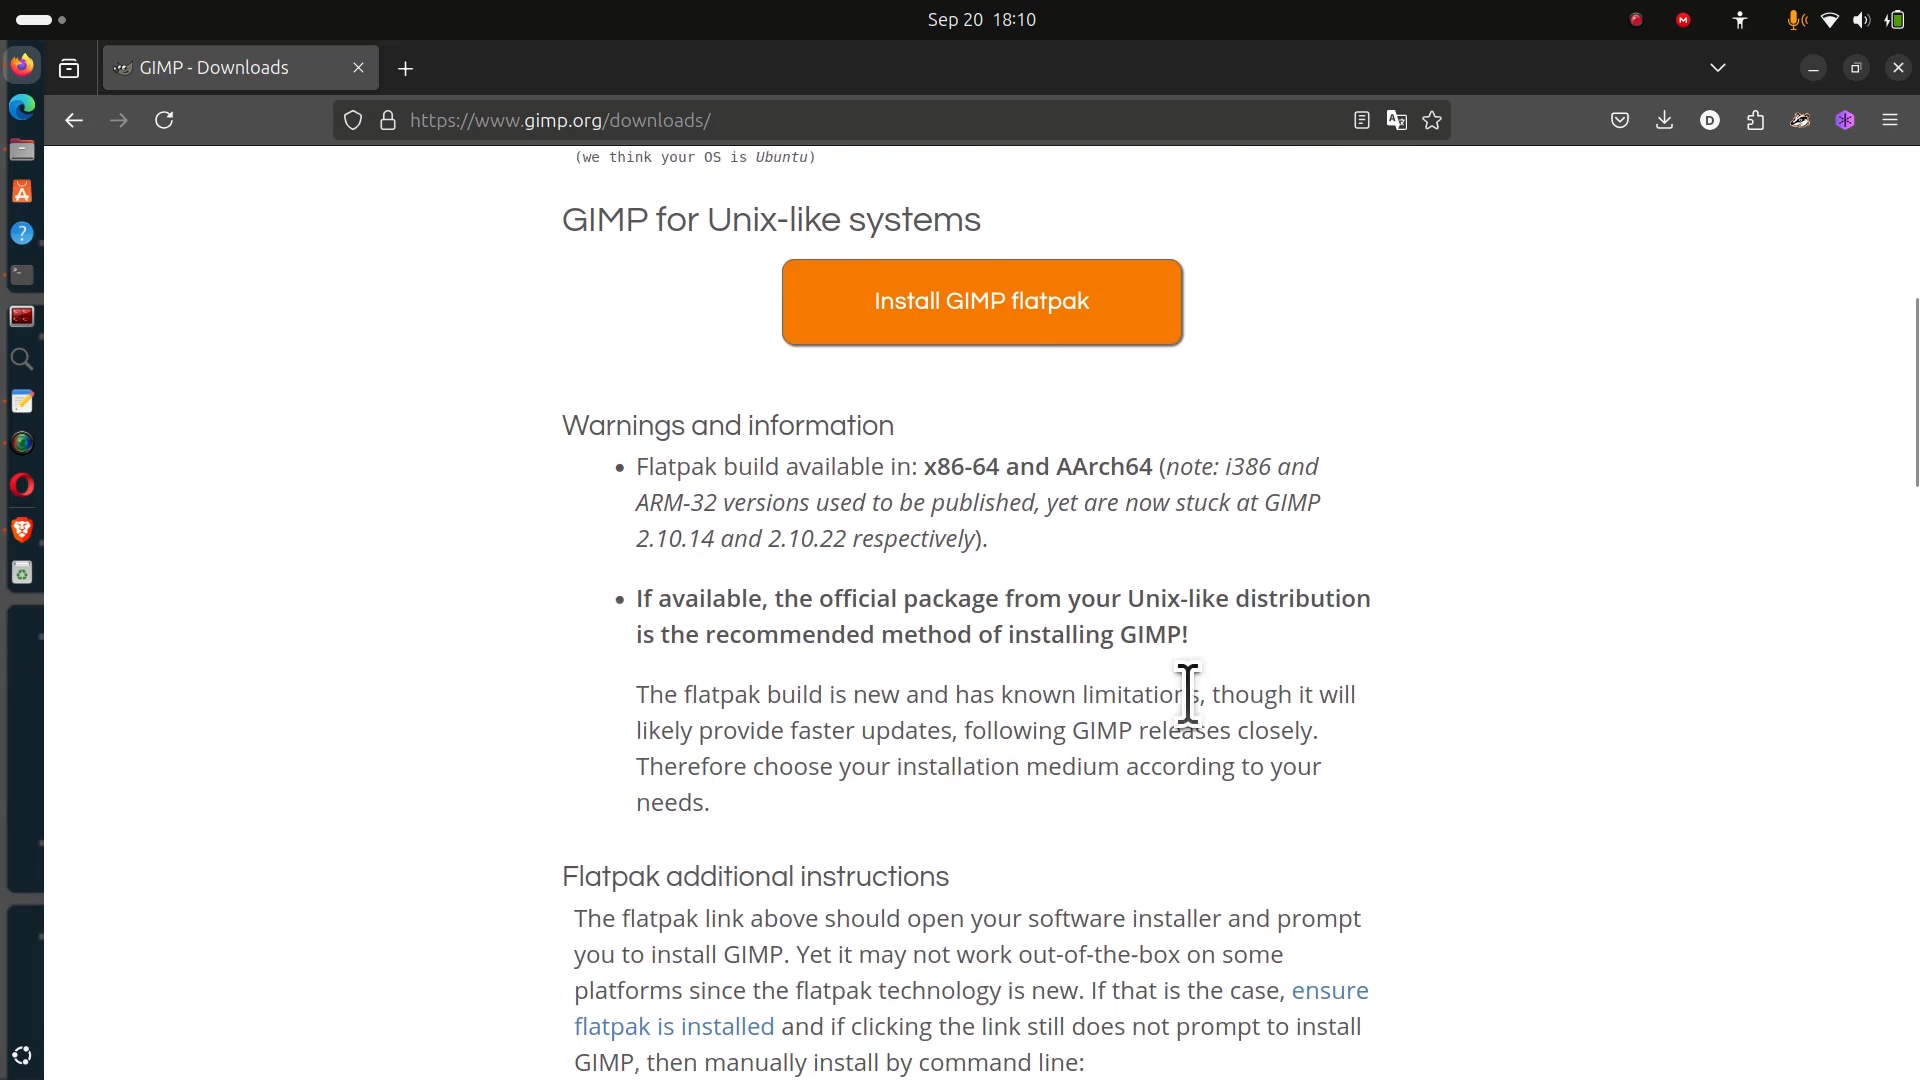 Sep 20 18:10
GIMP - Downloads
https://www.gimp.org/downloads/
(we think your OS is Ubuntu)
GIMP for Unix-like systems
Install GIMP flatpak
Warnings and information
• Flatpak build available in: x86-64 and AArch64 (note: i386 and
ARM-32 versions used to be published, yet are now stuck at GIMP
2.10.14 and 2.10.22 respectively).
• If available, the official package from your Unix-like distribution
is the recommended method of installing GIMP!
The flatpak build is new and has known limitations, though it will
likely provide faster updates, following GIMP releases closely.
Therefore choose your installation medium according to your
needs.
Flatpak additional instructions
The flatpak link above should open your software installer and prompt
you to install GIMP. Yet it may not work out-of-the-box on some
platforms since the flatpak technology is new. If that is the case, ensure
flatpak is installed and if clicking the link still does not prompt to install
GIMP, then manually install by command line: